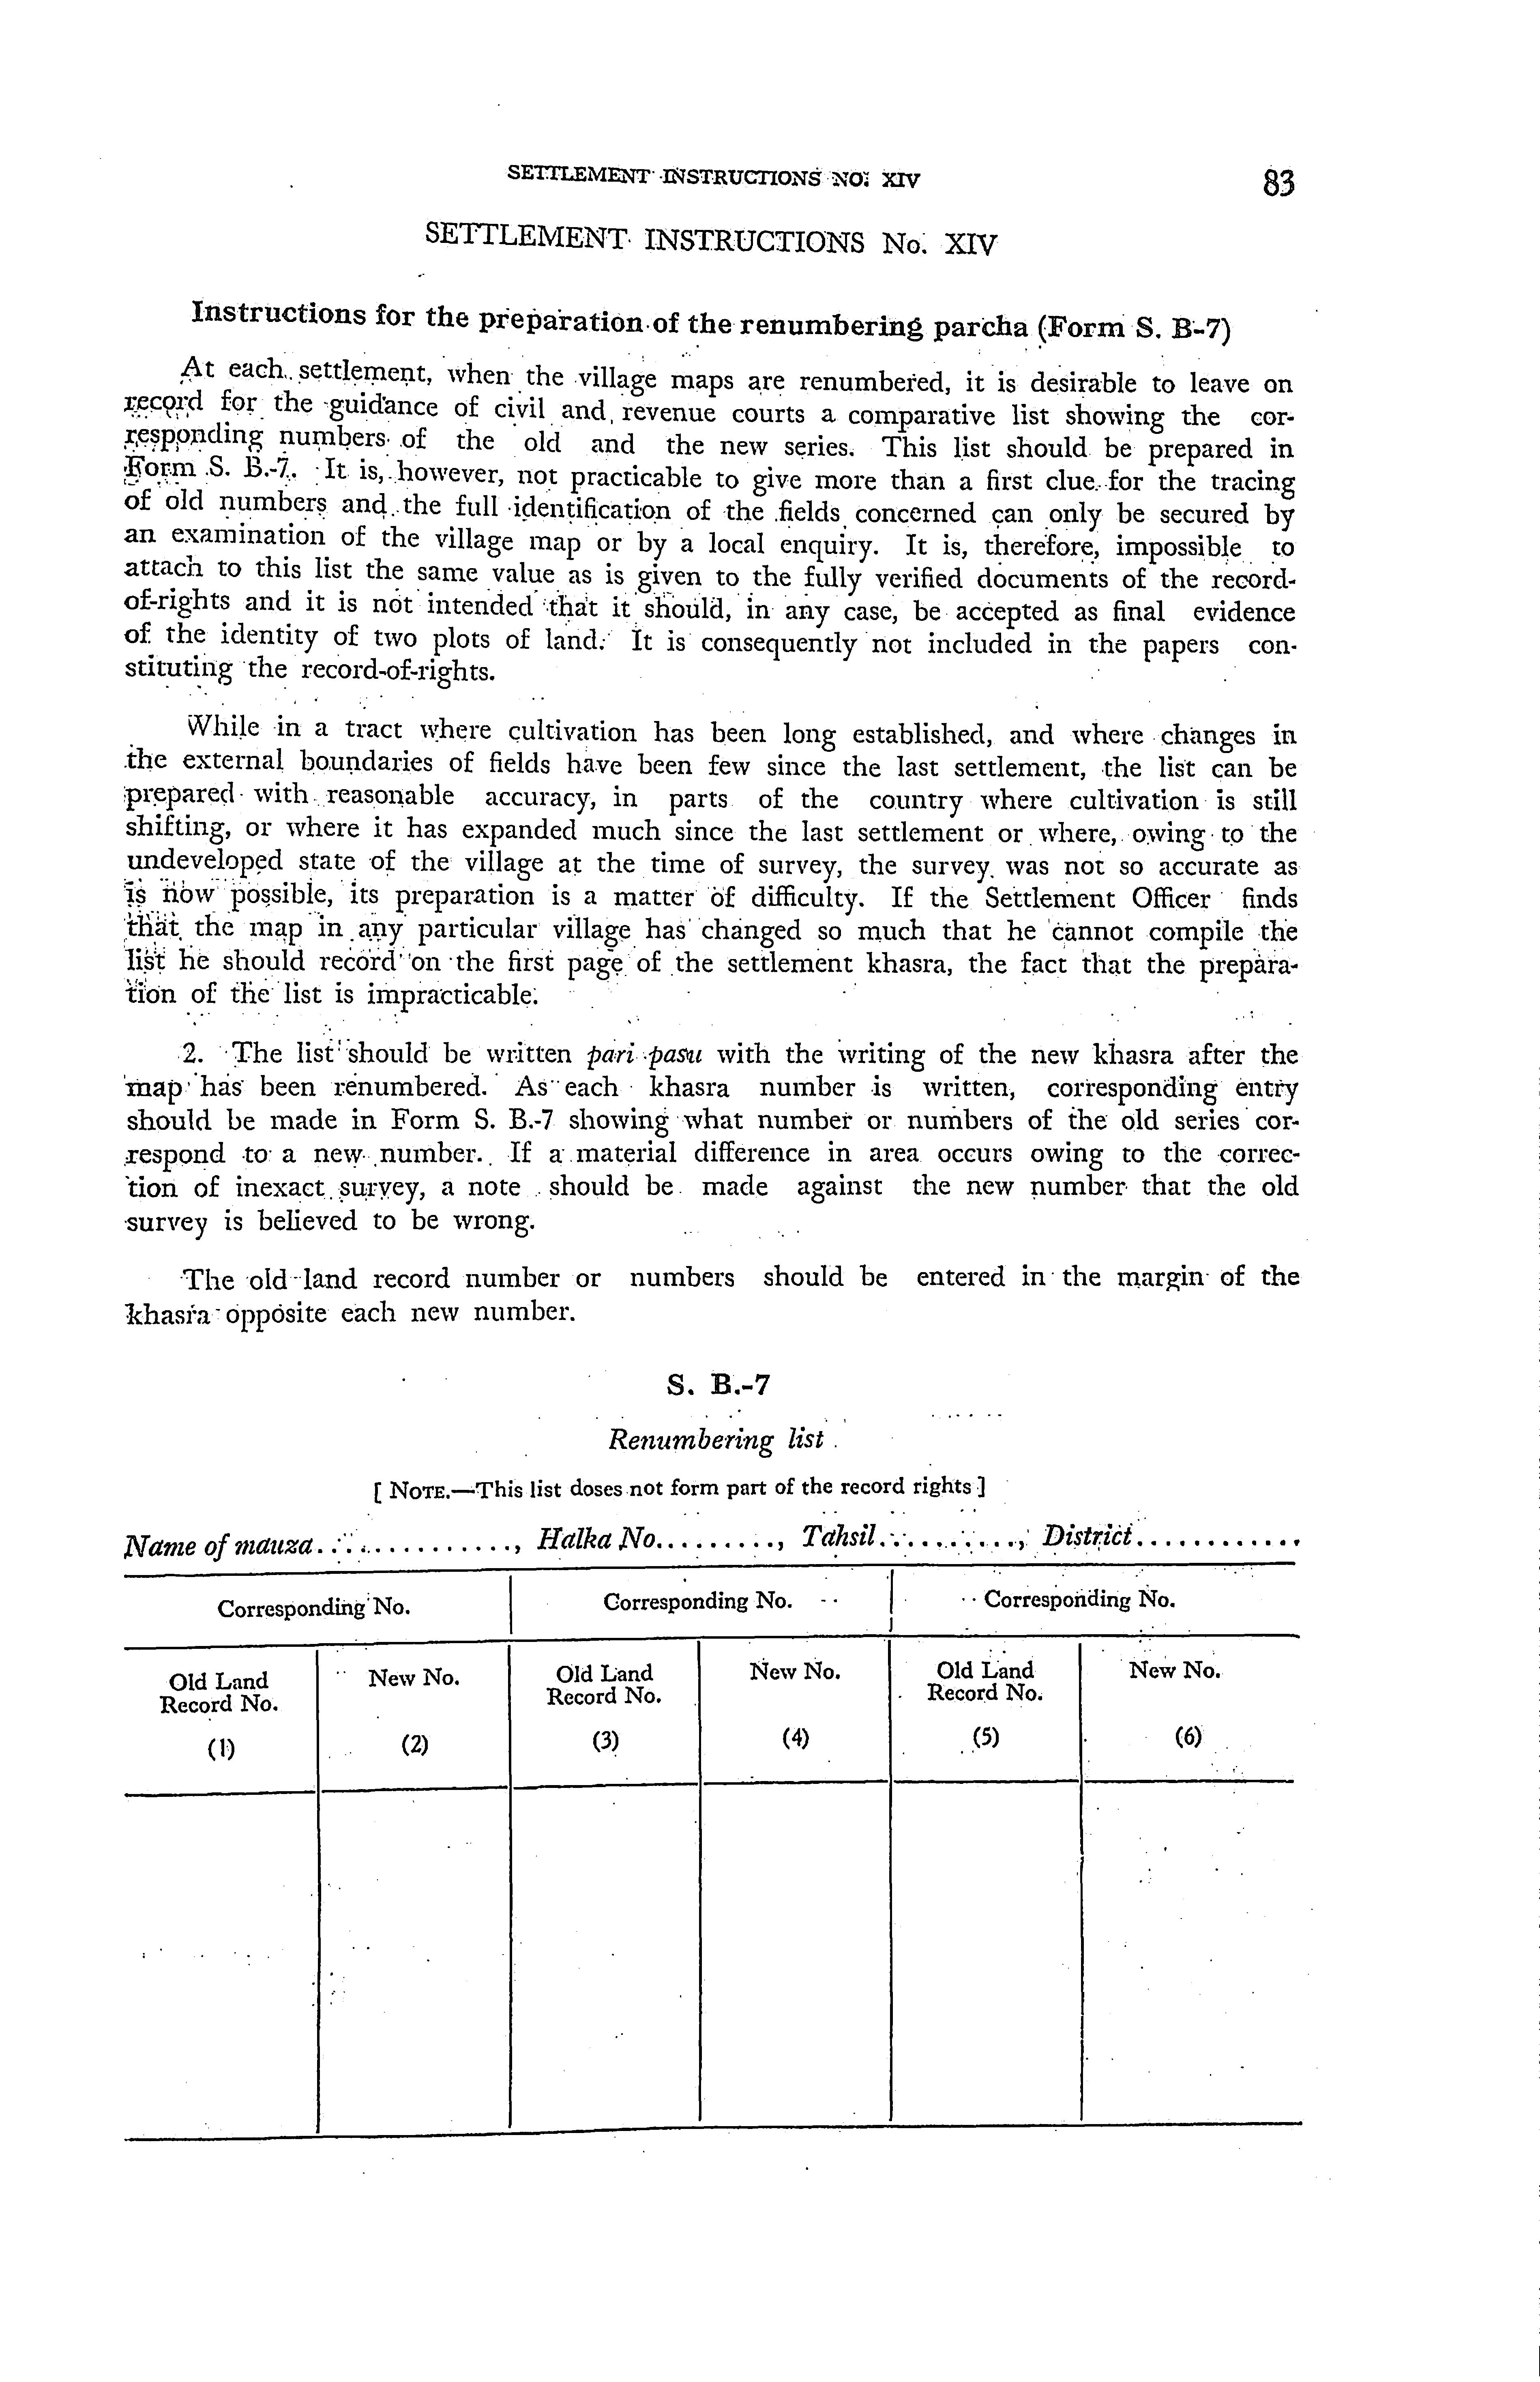 SETTLEMENT INSTRUCTIONS NO. XIV 83
SETTLEMENT INSTRUCTIONS No. XIV
Instructions for the preparation of the renumbering parcha (Form S. B-7)
At each settlement, when the village maps are renumbered, it is desirable to leave on
record for the guidance of civil and revenue courts a comparative list showing the cor-
responding numbers of the old and the new series. This list should be prepared in
Form S. B.-7. It is, however, not practicable to give more than a first clue for the tracing
of old numbers and the full identification of the fields concerned can only be secured by
an examination of the village map or by a local enquiry. It is, therefore, impossible to
attach to this list the same value as is given to the fully verified documents of the record-
of-rights and it is not intended that it should, in any case, be accepted as final evidence
of the identity of two plots of land. It is consequently not included in the papers con-
stituting the record-of-rights.
While in a tract where cultivation has been long established, and where changes in
the external boundaries of fields have been few since the last settlement, the list can be
prepared with reasonable accuracy, in parts of the country where cultivation is still
shifting, or where it has expanded much since the last settlement or where, owing to the
undeveloped state of the village at the time of survey, the survey was not so accurate as
is now possible, its preparation is a matter of difficulty. If the Settlement Officer finds
that the map in any particular village has changed so much that he cannot compile the
list he should record on the first page of the settlement khasra, the fact that the prepara-
tion of the list is impracticable.
2. The list should be written pari pasu with the writing of the new khasra after the
map has been renumbered. As each khasra number is written, corresponding entry
should be made in Form S. B.-7 showing what number or numbers of the old series cor-
respond to a new number. If a material difference in area occurs owing to the correc-
tion of inexact survey, a note should be made against the new number that the old
survey is believed to be wrong.
The old land record number or numbers should be entered in the margin of the
khasra opposite each new number.
S. B.-7
Renumbering list
[ NOTE.—This list doses not form part of the record rights ]
Name of mauza................, Halka No........., Tahsil............, District............
Corresponding No. Corresponding No. Corresponding No.
Old Land New No. Old Land New No. Old Land New No.
Record No. Record No. Record No.
(1) (2) (3) (4) (5) (6)